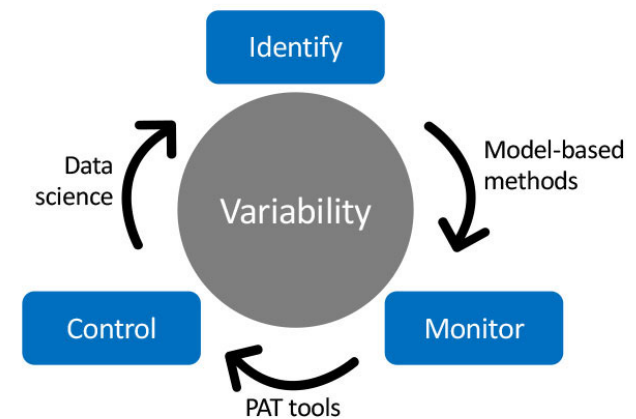 Identify
Data
science
Model-based
methods
Variability
Control
Monitor
PAT tools